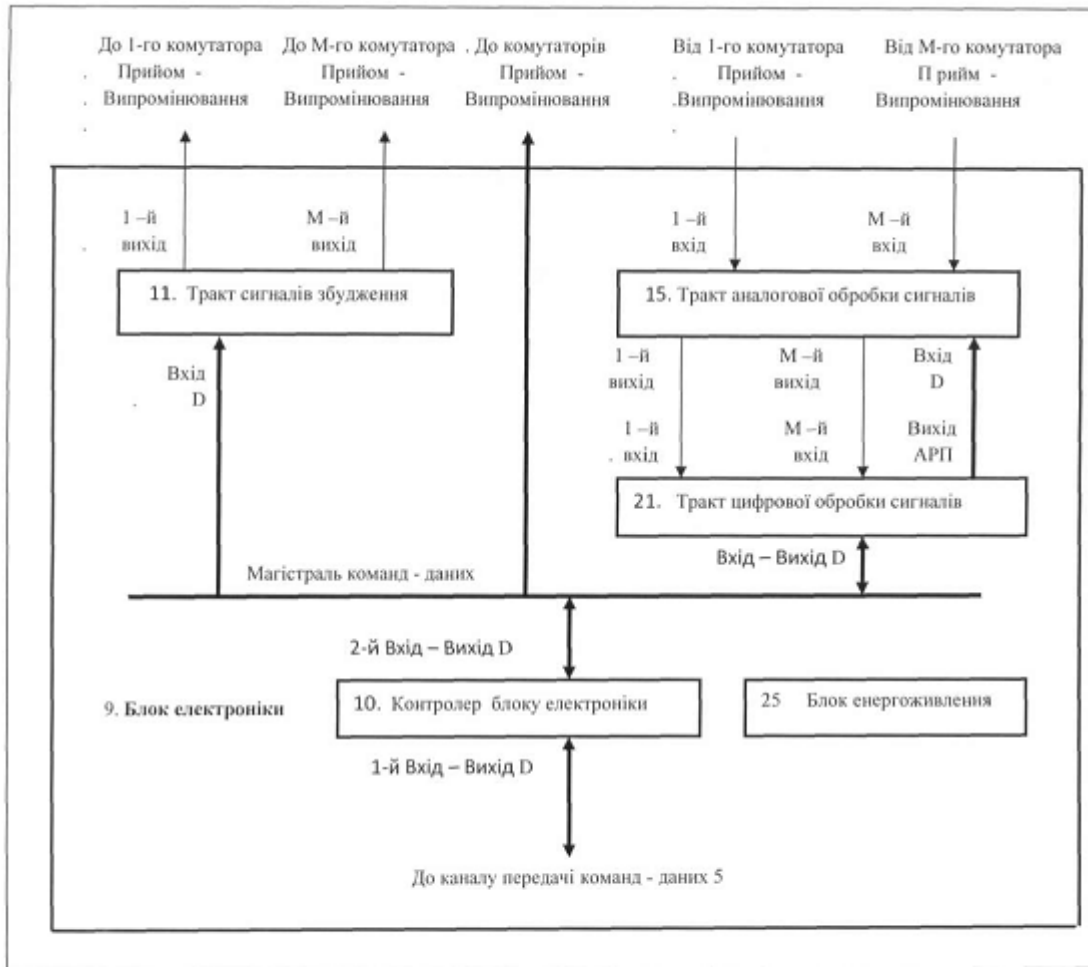 До 1-го комутатора
Прийом -
Випромінювання
До М-го комутатора
Прийом -
Випромінювання
. До комутаторів
Прийом -
Випромінювання
Від 1-го комутатора
Прийом -
.Випромінювання
Від М-го комутатора
П рийм -
Випромінювання
1 –й
вихід
М –й
вихід
1 –й
вхід
М –й
вхід
11. Тракт сигналів збудження
15. Тракт аналогової обробки сигналів
Вхід
D
1 –й
вихід
М –й
вихід
Вхід
D
1 –й
. вхід
М –й
вхід
Вихід
АРП
21. Тракт цифрової обробки сигналів
Вхід – Вихід D
Магістраль команд - даних
2-й Вхід – Вихід D
9. Блок електроніки
10. Контролер блоку електроніки
25 Блок енергоживлення
1-й Вхід – Вихід D
До каналу передачі команд - даних 5